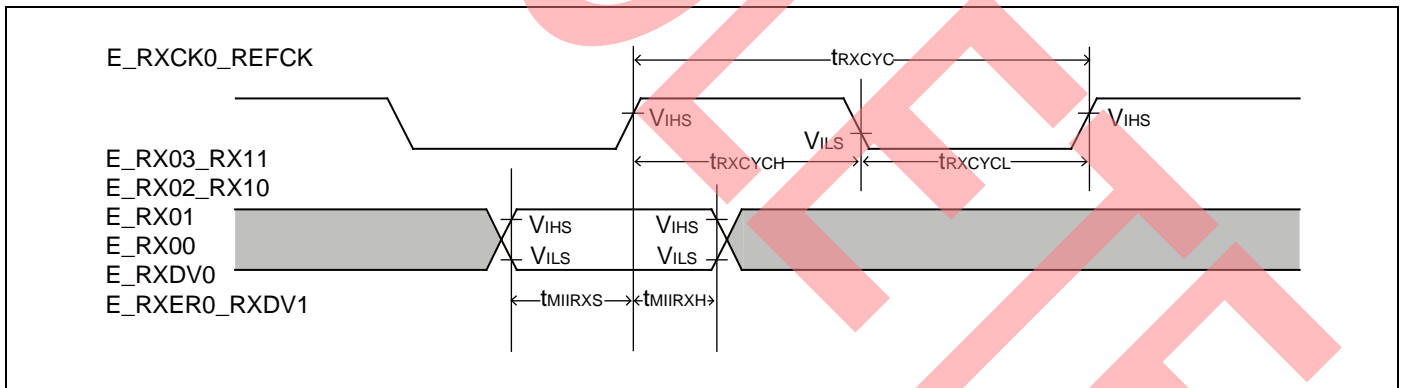 E_RXCK0_REFCK
tRXCYC
VIHS
VILS
VIHS
tRXCYCH
tRXCYCL
E_RX03_RX11
E_RX02_RX10
E_RX01
E_RX00
E_RXDV0
E_RXER0_RXDV1
VIHS
VIHS
VILS
VILS
tMIIRXS
tMIIRXH